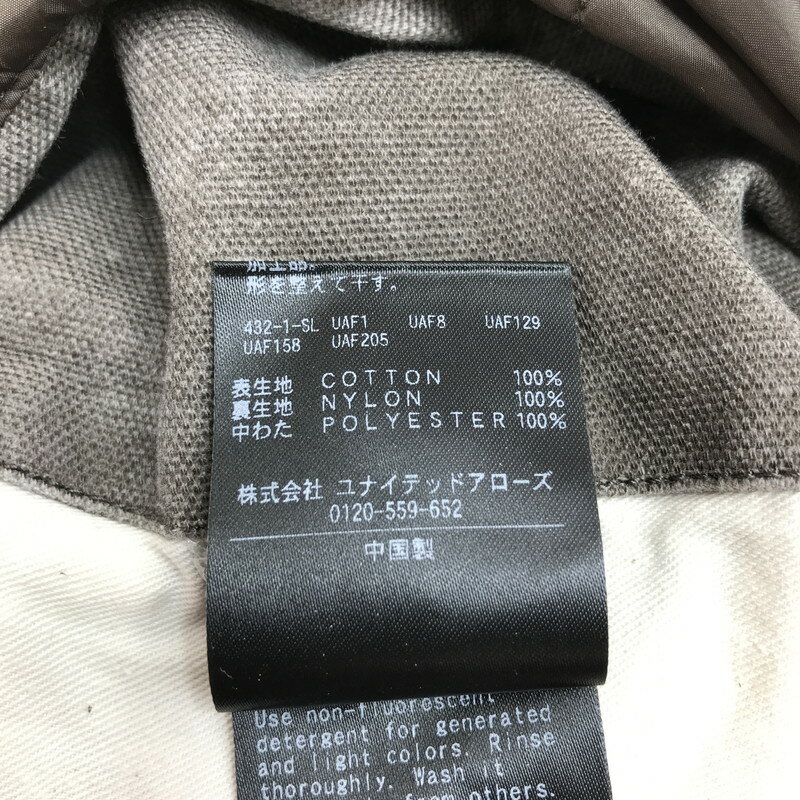 形を整えて干す。
432-1-SL UAF1 UAF8 UAF129
UAF158 UAF205
表生地 COTTON 100%
裏生地 NYLON 100%
中わた POLYESTER 100%
株式会社 ユナイテッドアローズ
0120-559-652
中国製
Use non-fluorescent
detergent for generated
and light colors. Rinse
thoroughly. Wash it
from others.